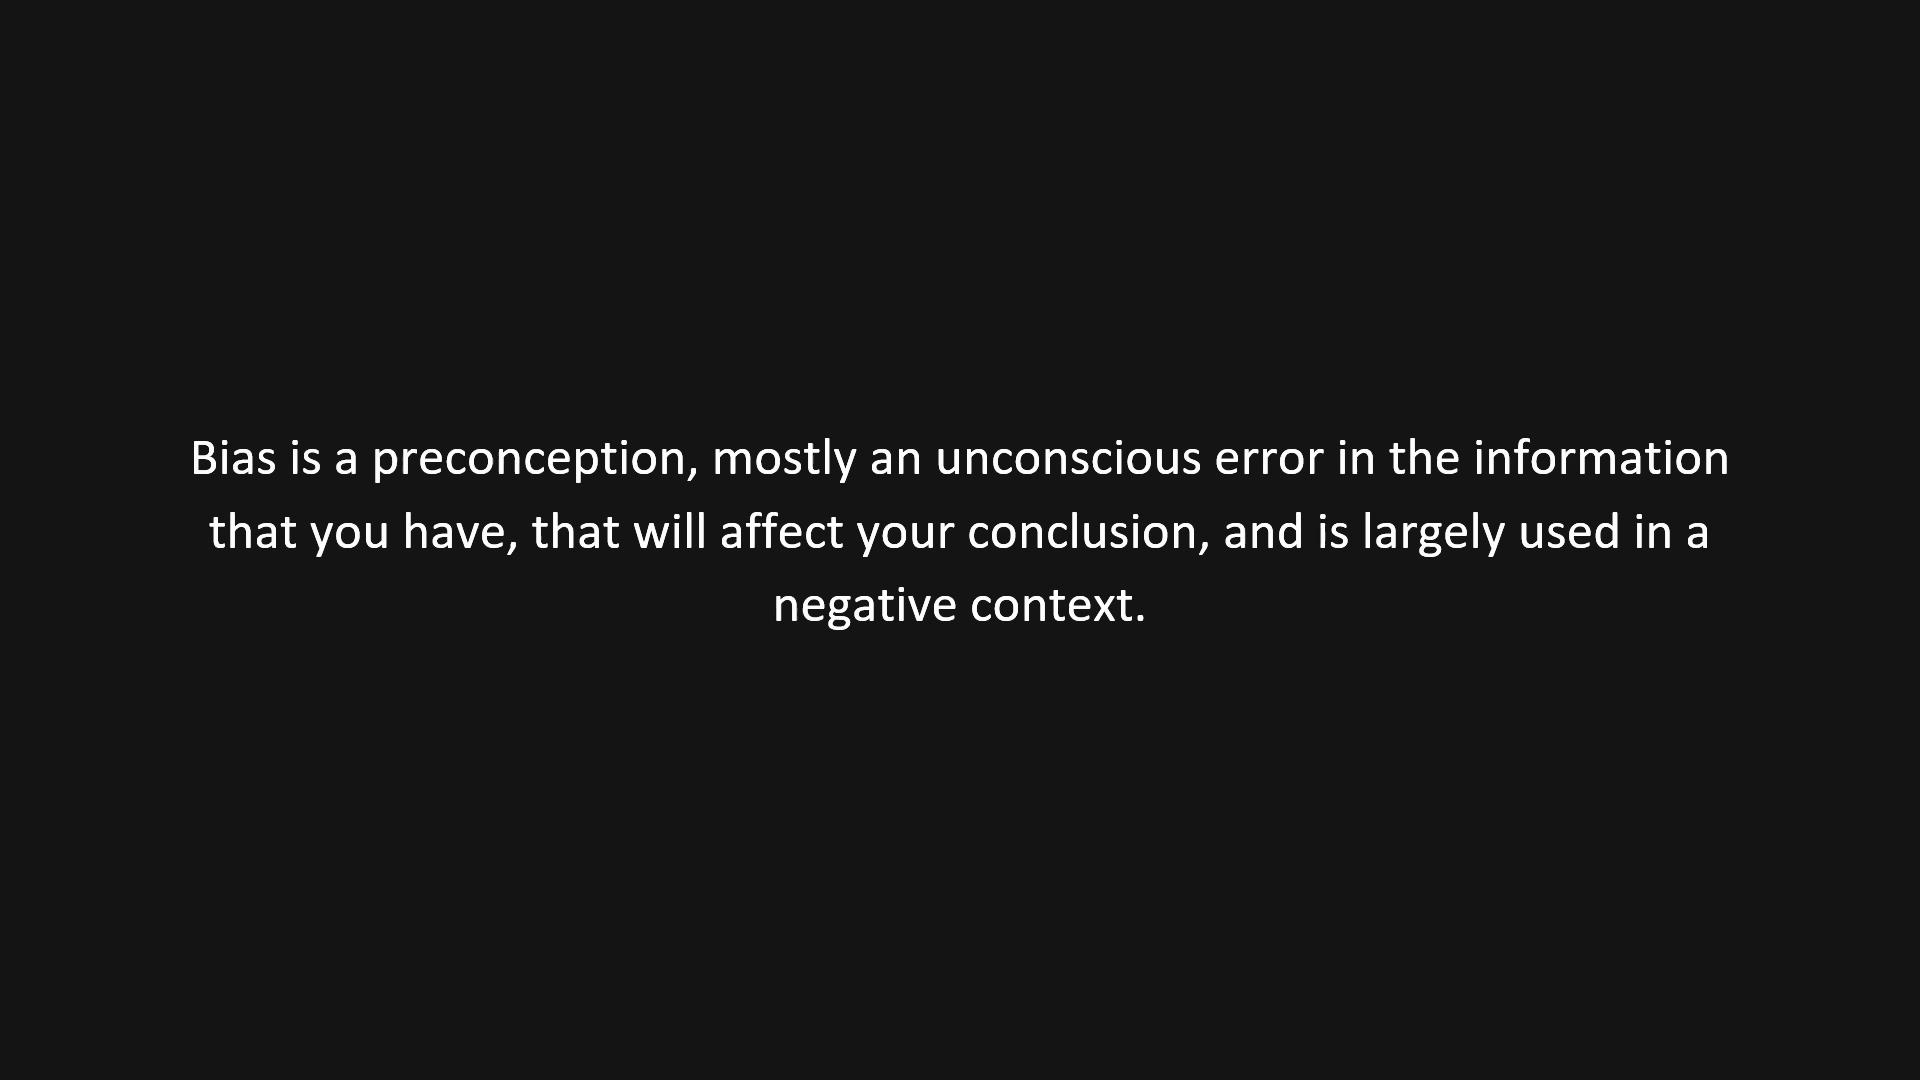 Bias is a preconception, mostly an unconscious error in the information
that you have, that will affect your conclusion, and is largely used in a
negative context.